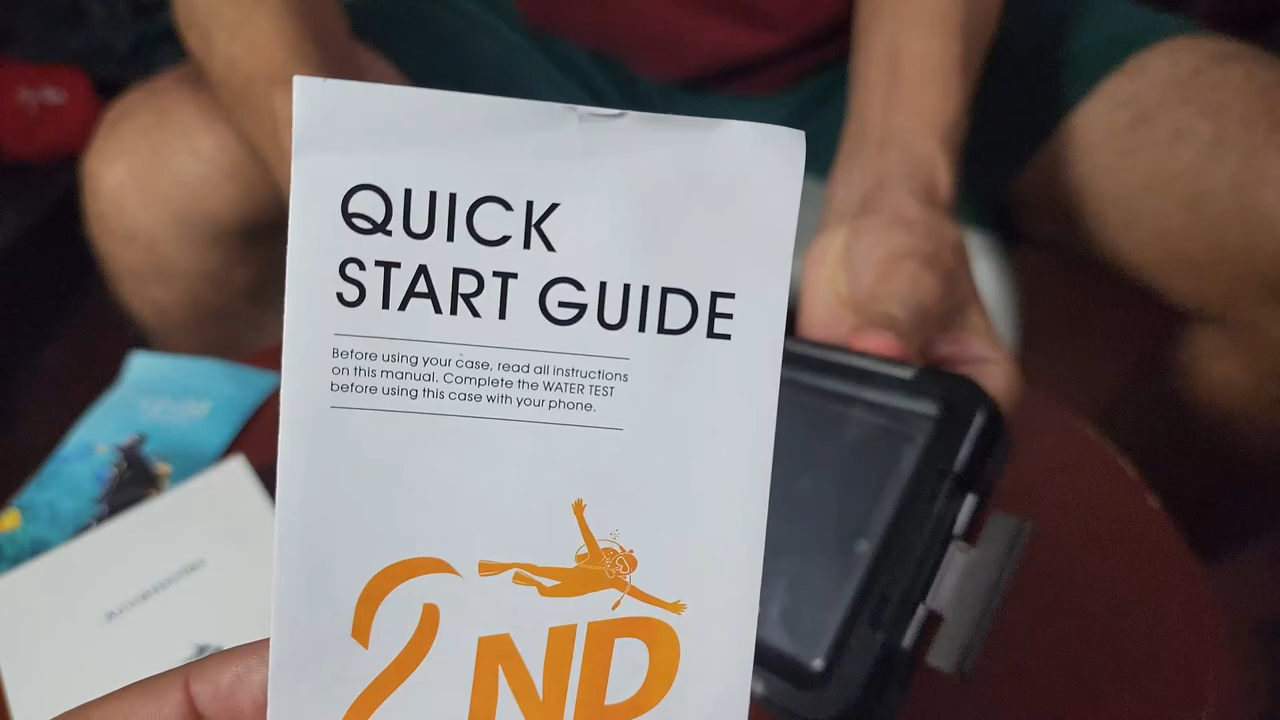 QUICK
START GUIDE
Before using your case, read all instructions
on this manual. Complete the WATER TEST
before using this case with your phone.
2ND